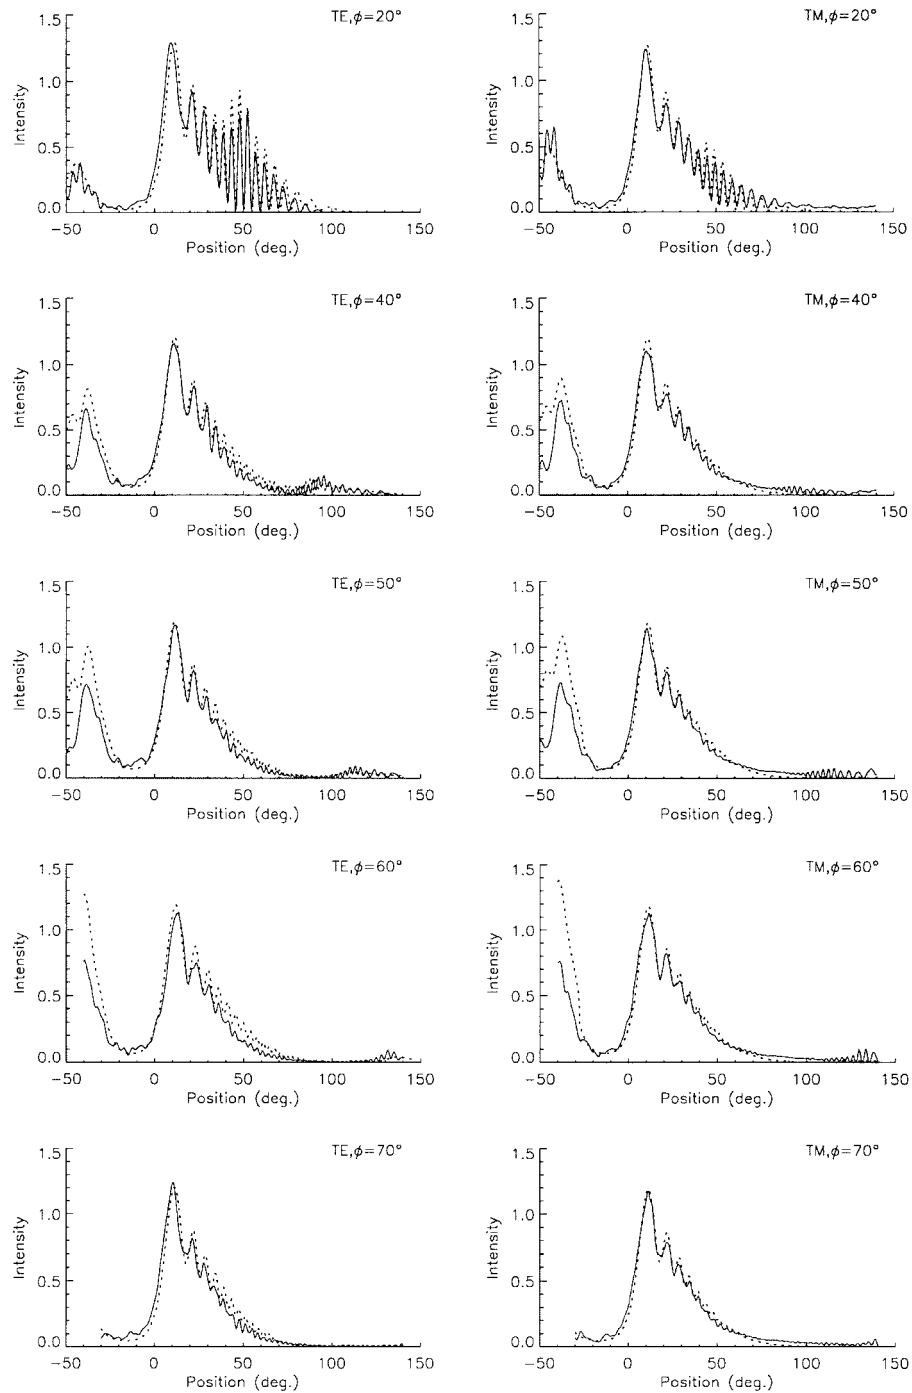 TE,ϕ=20°
1.5
1.0
0.5
0.0
Intensity
−50 0 50 100 150
Position (deg.)
TM,ϕ=20°
1.5
1.0
0.5
0.0
Intensity
−50 0 50 100 150
Position (deg.)
TE,ϕ=40°
1.5
1.0
0.5
0.0
Intensity
−50 0 50 100 150
Position (deg.)
TM,ϕ=40°
1.5
1.0
0.5
0.0
Intensity
−50 0 50 100 150
Position (deg.)
TE,ϕ=50°
1.5
1.0
0.5
0.0
Intensity
−50 0 50 100 150
Position (deg.)
TM,ϕ=50°
1.5
1.0
0.5
0.0
Intensity
−50 0 50 100 150
Position (deg.)
TE,ϕ=60°
1.5
1.0
0.5
0.0
Intensity
−50 0 50 100 150
Position (deg.)
TM,ϕ=60°
1.5
1.0
0.5
0.0
Intensity
−50 0 50 100 150
Position (deg.)
TE,ϕ=70°
1.5
1.0
0.5
0.0
Intensity
−50 0 50 100 150
Position (deg.)
TM,ϕ=70°
1.5
1.0
0.5
0.0
Intensity
−50 0 50 100 150
Position (deg.)